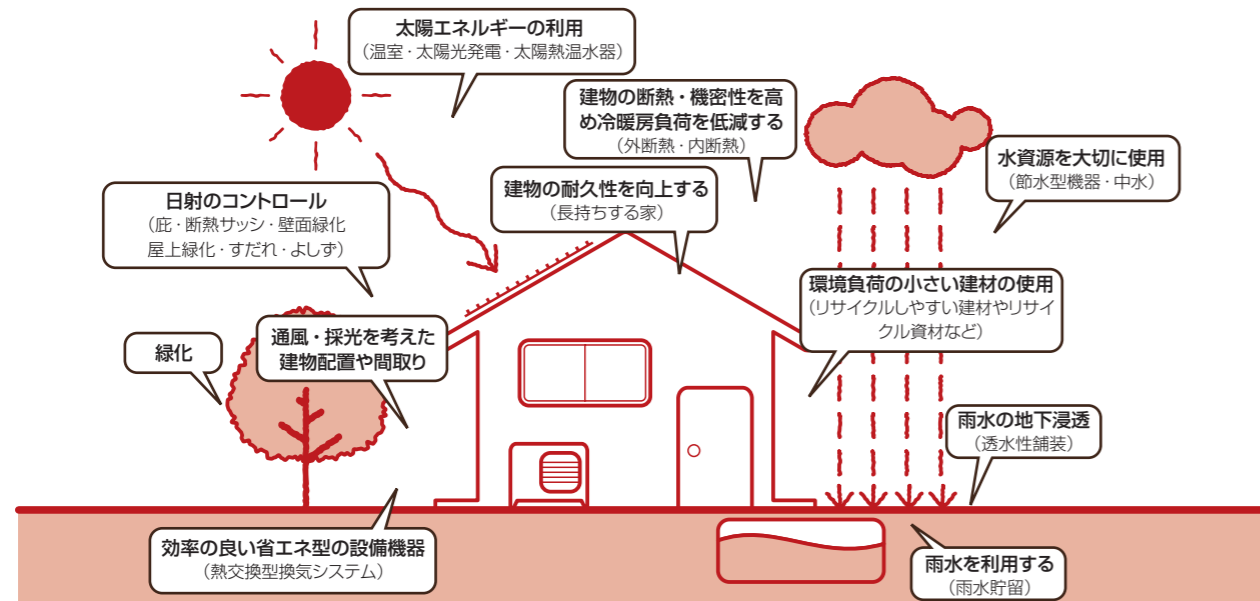 太陽エネルギーの利用
（温室・太陽光発電・太陽熱温水器）
建物の断熱・機密性を高
め冷暖房負荷を低減する
（外断熱・内断熱）
水資源を大切に使用
（節水型機器・中水）
建物の耐久性を向上する
（長持ちする家）
日射のコントロール
（庇・断熱サッシ・壁面緑化
屋上緑化・すだれ・よしず）
環境負荷の小さい建材の使用
（リサイクルしやすい建材やリサイ
クル資材など）
緑化
通風・採光を考えた
建物配置や間取り
雨水の地下浸透
（透水性舗装）
効率の良い省エネ型の設備機器
（熱交換型換気システム）
雨水を利用する
（雨水貯留）